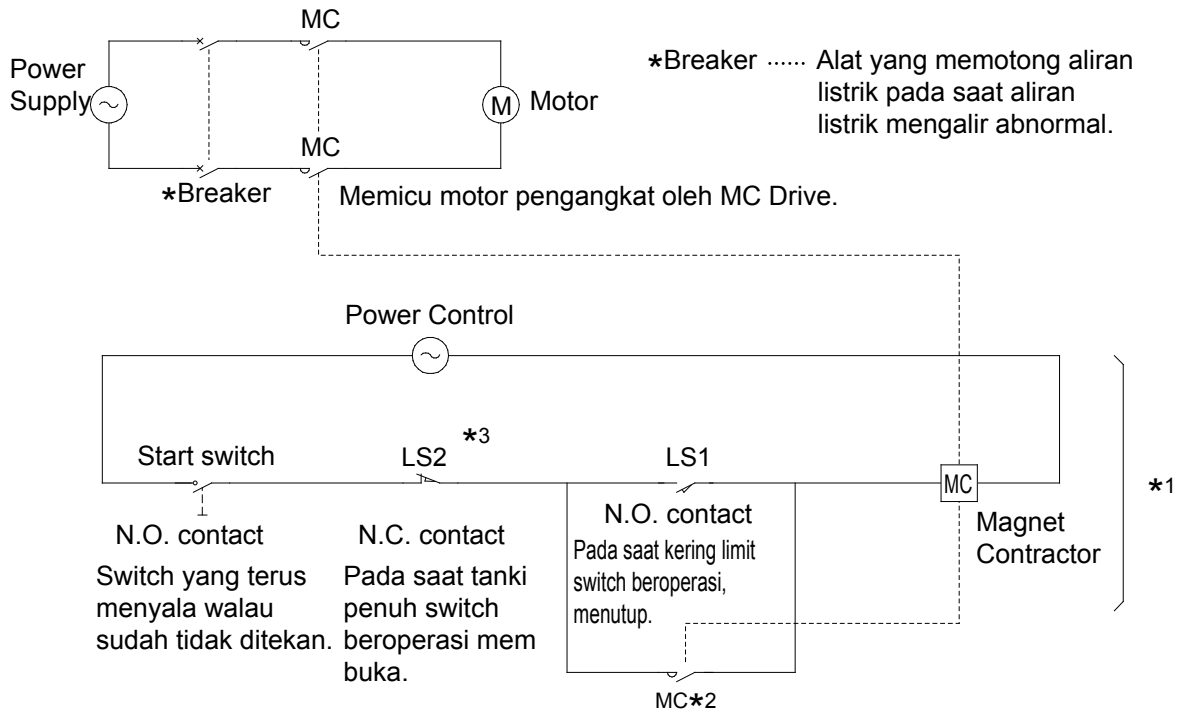 MC
Power
Supply
M
Motor
MC
*Breaker
Memicu motor pengangkat oleh MC Drive.
*Breaker ...... Alat yang memotong aliran
listrik pada saat aliran
listrik mengalir abnormal.
Power Control
Start switch
N.O. contact
Switch yang terus
menyala walau
sudah tidak ditekan.
LS2 *3
N.C. contact
Pada saat tanki
penuh switch
beroperasi mem
buka.
LS1
N.O. contact
Pada saat kering limit
switch beroperasi,
menutup.
MC*2
MC
Magnet
Contractor
*1